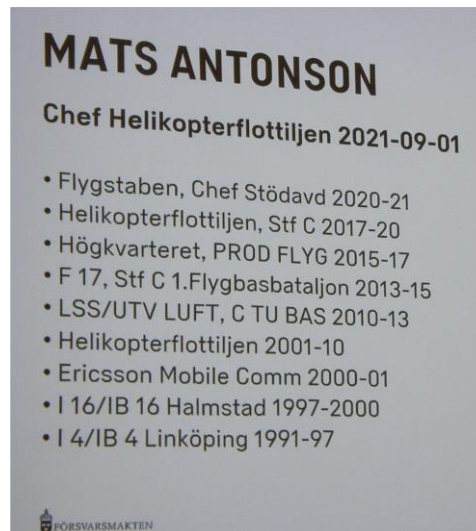 MATS ANTONSON
Chef Helikopterflottiljen 2021-09-01
• Flygstaben, Chef Stödavd 2020-21
• Helikopterflottiljen, Stf C 2017-20
• Högkvarteret, PROD FLYG 2015-17
• F 17, Stf C 1.Flygbasbataljon 2013-15
• LSS/UTV LUFT, C TU BAS 2010-13
• Helikopterflottiljen 2001-10
• Ericsson Mobile Comm 2000-01
• I 16/IB 16 Halmstad 1997-2000
• I 4/IB 4 Linköping 1991-97
FÖRSVARSMAKTEN